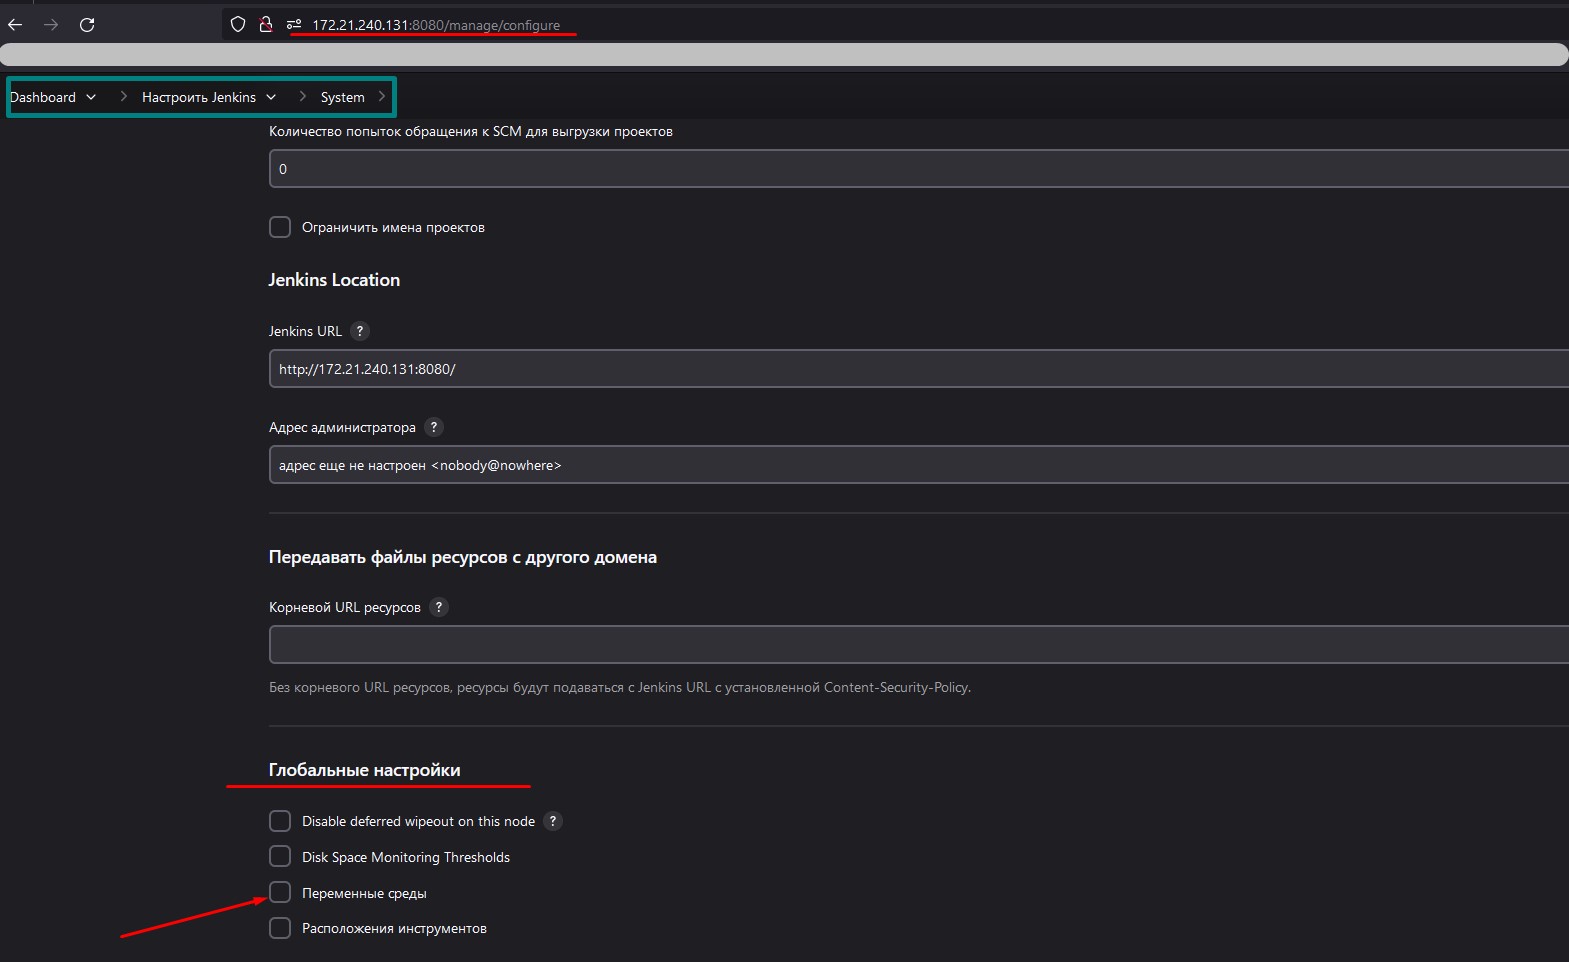 172.21.240.131:8080/manage/configure
Dashboard Настроить Jenkins System
Количество попыток обращения к SCM для выгрузки проектов
0
Ограничить имена проектов
Jenkins Location
Jenkins URL ?
http://172.21.240.131:8080/
Адрес администратора ?
адрес еще не настроен <nobody@nowhere>
Передавать файлы ресурсов с другого домена
Корневой URL ресурсов ?
Без корневого URL ресурсов, ресурсы будут подаваться с Jenkins URL с установленной Content-Security-Policy.
Глобальные настройки
Disable deferred wipeout on this node ?
Disk Space Monitoring Thresholds
Переменные среды
Расположения инструментов